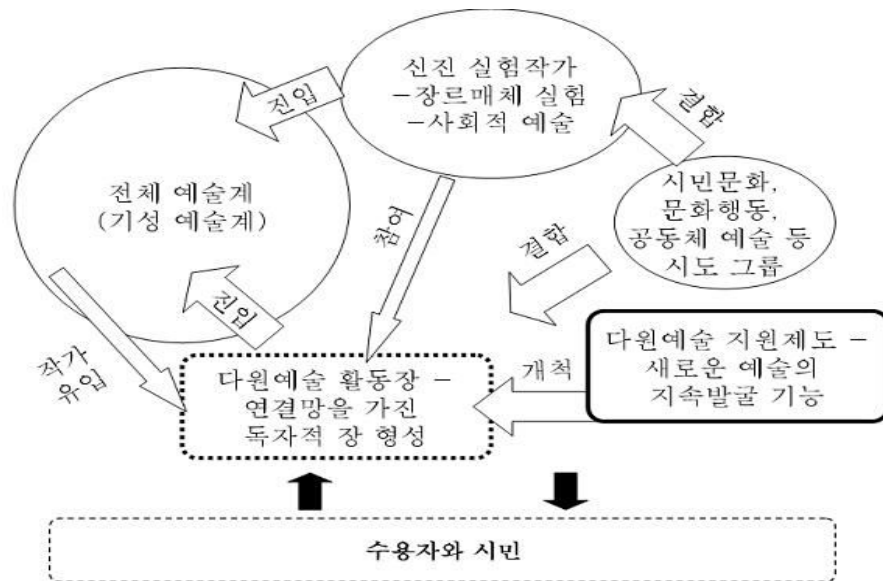 신진 실험작가
-장르매체 실험
-사회적 예술
진입
결합
전체 예술계
(기성 예술계)
시민문화,
문화행동,
공동체 예술 등
시도 그룹
참여
결합
진입
작가
유입
다원예술 활동장 -
연결망을 가진
독자적 장 형성
개척
다원예술 지원제도 -
새로운 예술의
지속발굴 기능
수용자와 시민